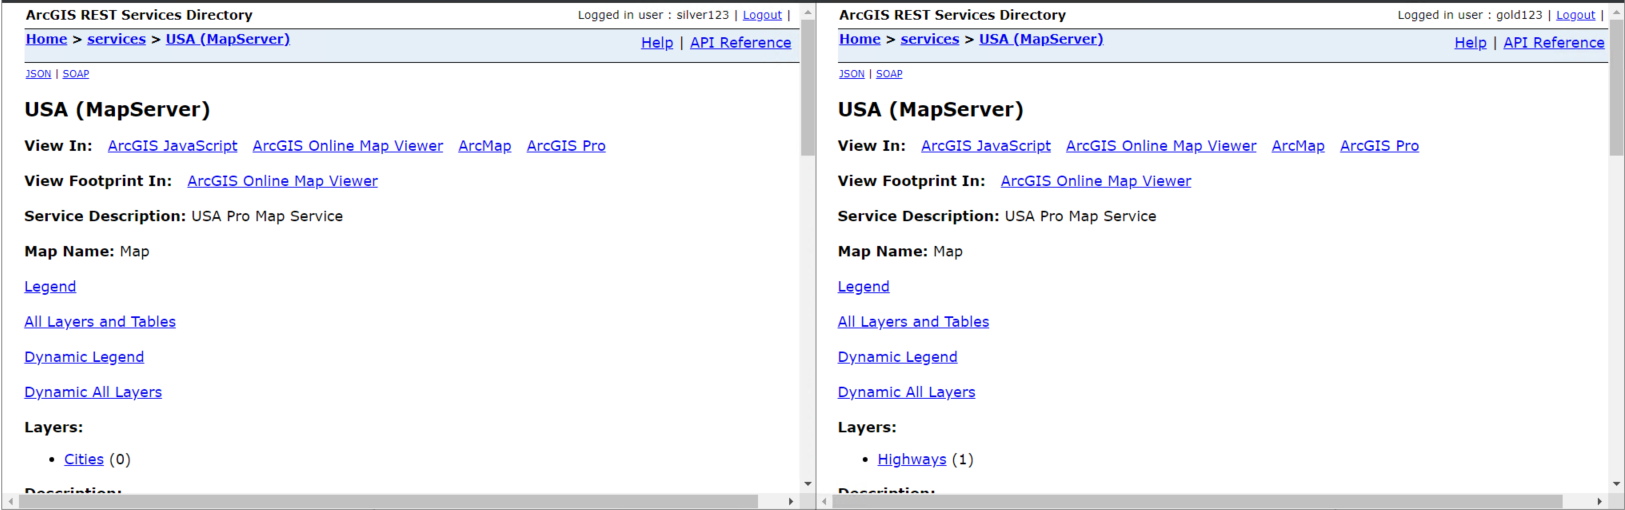 ArcGIS REST Services Directory
Logged in user : silver123 | Logout |
Home > services > USA (MapServer)
Help | API Reference
JSON | SOAP
USA (MapServer)
View In: ArcGIS JavaScript ArcGIS Online Map Viewer ArcMap ArcGIS Pro
View Footprint In: ArcGIS Online Map Viewer
Service Description: USA Pro Map Service
Map Name: Map
Legend
All Layers and Tables
Dynamic Legend
Dynamic All Layers
Layers:
• Cities (0)
Description:
ArcGIS REST Services Directory
Logged in user : gold123 | Logout |
Home > services > USA (MapServer)
Help | API Reference
JSON | SOAP
USA (MapServer)
View In: ArcGIS JavaScript ArcGIS Online Map Viewer ArcMap ArcGIS Pro
View Footprint In: ArcGIS Online Map Viewer
Service Description: USA Pro Map Service
Map Name: Map
Legend
All Layers and Tables
Dynamic Legend
Dynamic All Layers
Layers:
• Highways (1)
Description: